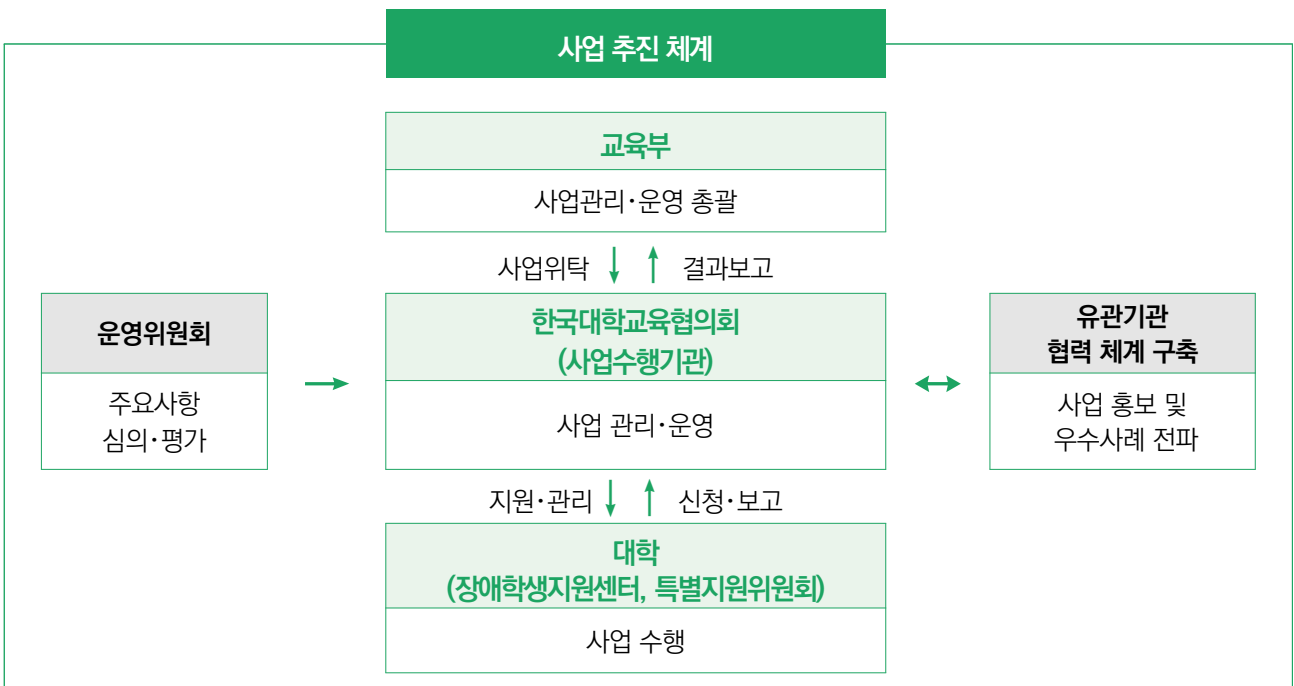 사업 추진 체계
교육부
사업관리·운영 총괄
사업위탁
결과보고
운영위원회
주요사항
심의·평가
한국대학교육협의회
(사업수행기관)
사업 관리·운영
유관기관
협력 체계 구축
사업 홍보 및
우수사례 전파
지원·관리
신청·보고
대학
(장애학생지원센터, 특별지원위원회)
사업 수행